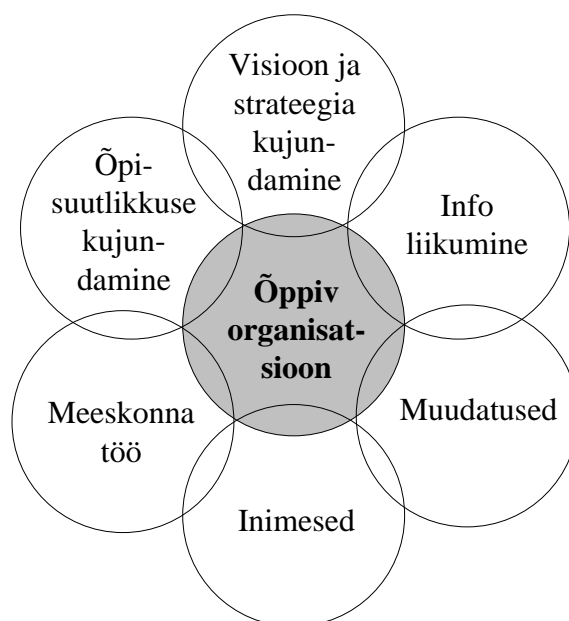 Visioon ja
strateegia
kujun-
damine
Õpi-
suutlikkuse
kujun-
damine
Info
liikumine
Õppiv
organisat-
sioon
Meeskonna
töö
Muudatused
Inimesed